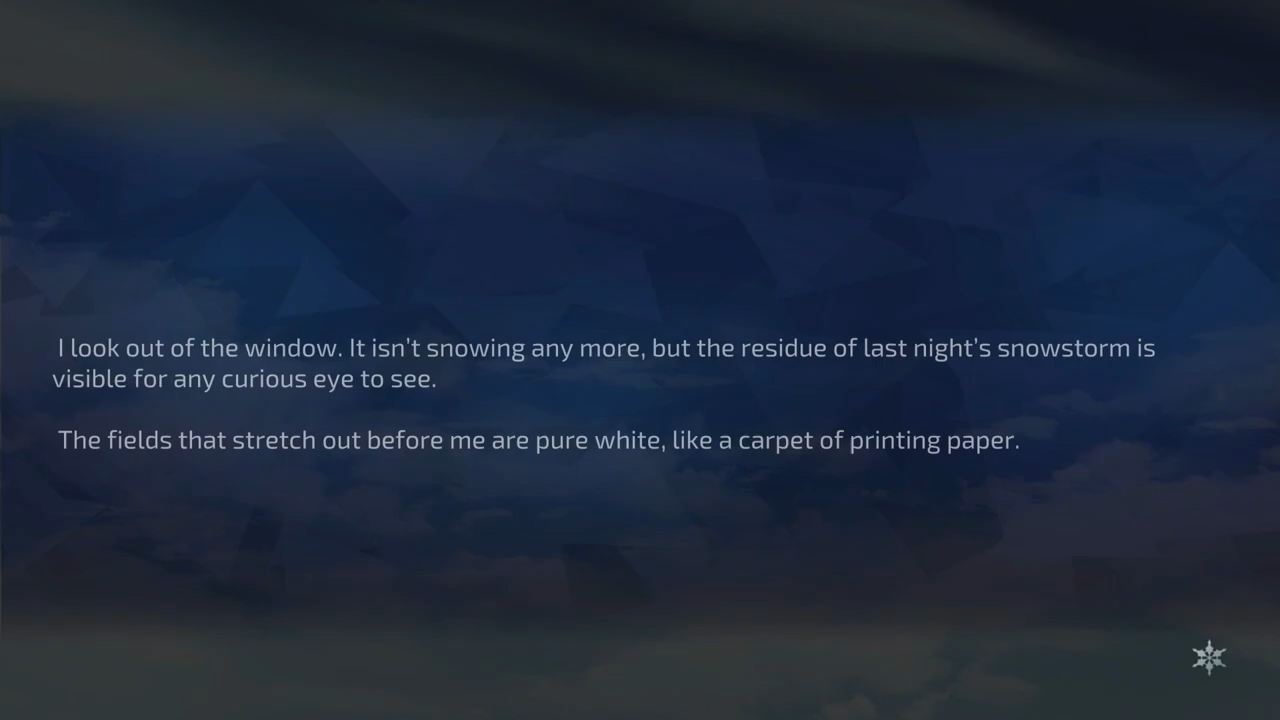 I look out of the window. It isn’t snowing any more, but the residue of last night’s snowstorm is
visible for any curious eye to see.
The fields that stretch out before me are pure white, like a carpet of printing paper.